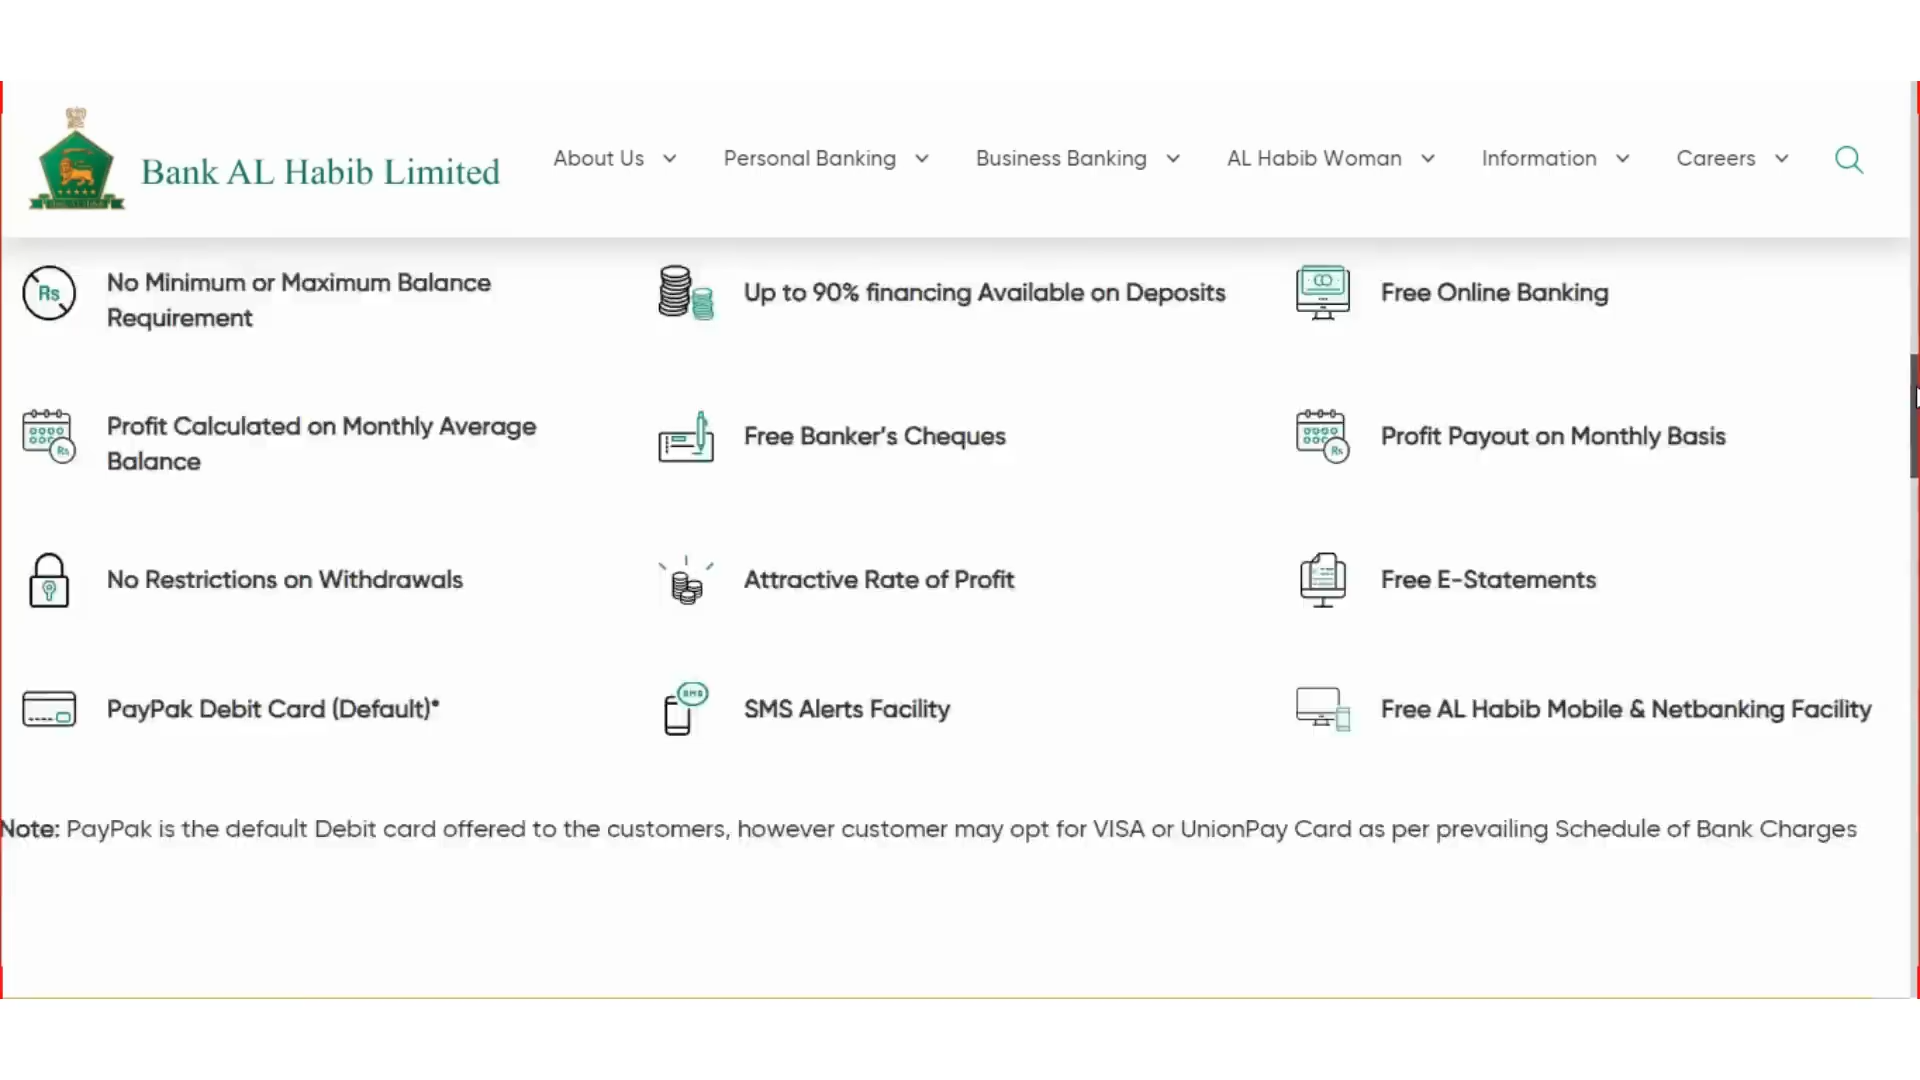 Bank AL Habib Limited
About Us
Personal Banking
Business Banking
AL Habib Woman
Information
Careers
Rs
No Minimum or Maximum Balance
Requirement
Up to 90% financing Available on Deposits
Free Online Banking
Rs
Profit Calculated on Monthly Average
Balance
Free Banker's Cheques
Rs
Profit Payout on Monthly Basis
No Restrictions on Withdrawals
Attractive Rate of Profit
Free E-Statements
PayPak Debit Card (Default)*
SMS
SMS Alerts Facility
Free AL Habib Mobile & Netbanking Facility
Note: PayPak is the default Debit card offered to the customers, however customer may opt for VISA or UnionPay Card as per prevailing Schedule of Bank Charges